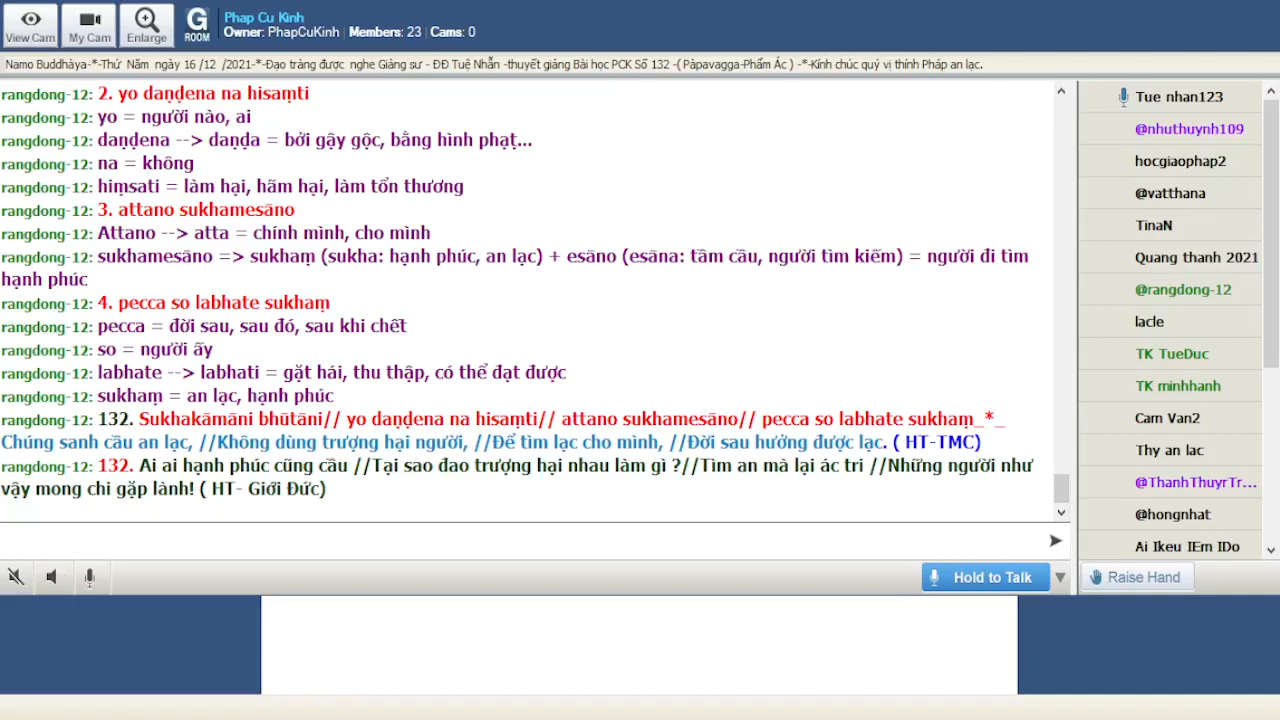 View Cam
My Cam
Enlarge
G
ROOM
Phap Cu Kinh
Owner: PhapCuKinh | Members: 23 | Cams: 0
Namo Buddhàya-*-Thứ Năm ngày 16 /12 /2021-*-Đạo tràng được nghe Giảng sư - ĐĐ Tuệ Nhẫn -thuyết giảng Bài học PCK Số 132 -( Pàpavagga-Phẩm Ác ) -*-Kính chúc quý vị thính Pháp an lạc.
rangdong-12: 2. yo daṇḍena na hisaṃti
rangdong-12: yo = người nào, ai
rangdong-12: daṇḍena --> daṇḍa = bởi gậy gộc, bằng hình phạt...
rangdong-12: na = không
rangdong-12: hiṃsati = làm hại, hãm hại, làm tổn thương
rangdong-12: 3. attano sukhamesāno
rangdong-12: Attano --> atta = chính mình, cho mình
rangdong-12: sukhamesāno => sukhaṃ (sukha: hạnh phúc, an lạc) + esāno (esāna: tầm cầu, người tìm kiếm) = người đi tìm
hạnh phúc
rangdong-12: 4. pecca so labhate sukhaṃ
rangdong-12: pecca = đời sau, sau đó, sau khi chết
rangdong-12: so = người ấy
rangdong-12: labhate --> labhati = gặt hái, thu thập, có thể đạt được
rangdong-12: sukhaṃ = an lạc, hạnh phúc
rangdong-12: 132. Sukhakāmāni bhūtāni// yo daṇḍena na hisaṃti// attano sukhamesāno// pecca so labhate sukhaṃ_*_
Chúng sanh cầu an lạc, //Không dùng trượng hại người, //Để tìm lạc cho mình, //Đời sau hưởng được lạc. ( HT-TMC)
rangdong-12: 132. Ai ai hạnh phúc cũng cầu //Tại sao đao trượng hại nhau làm gì ?//Tìm an mà lại ác tri //Những người như
vậy mong chi gặp lành! ( HT- Giới Đức)
Tue nhan123
@nhuthuynh109
hocgiaophap2
@vatthana
TinaN
Quang thanh 2021
@rangdong-12
lacle
TK TueDuc
TK minhhanh
Cam Van2
Thy an lac
@ThanhThuyrTr...
@hongnhat
Ai Ikeu IEm IDo
Hold to Talk
Raise Hand